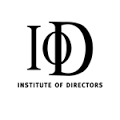 IoD
INSTITUTE OF DIRECTORS